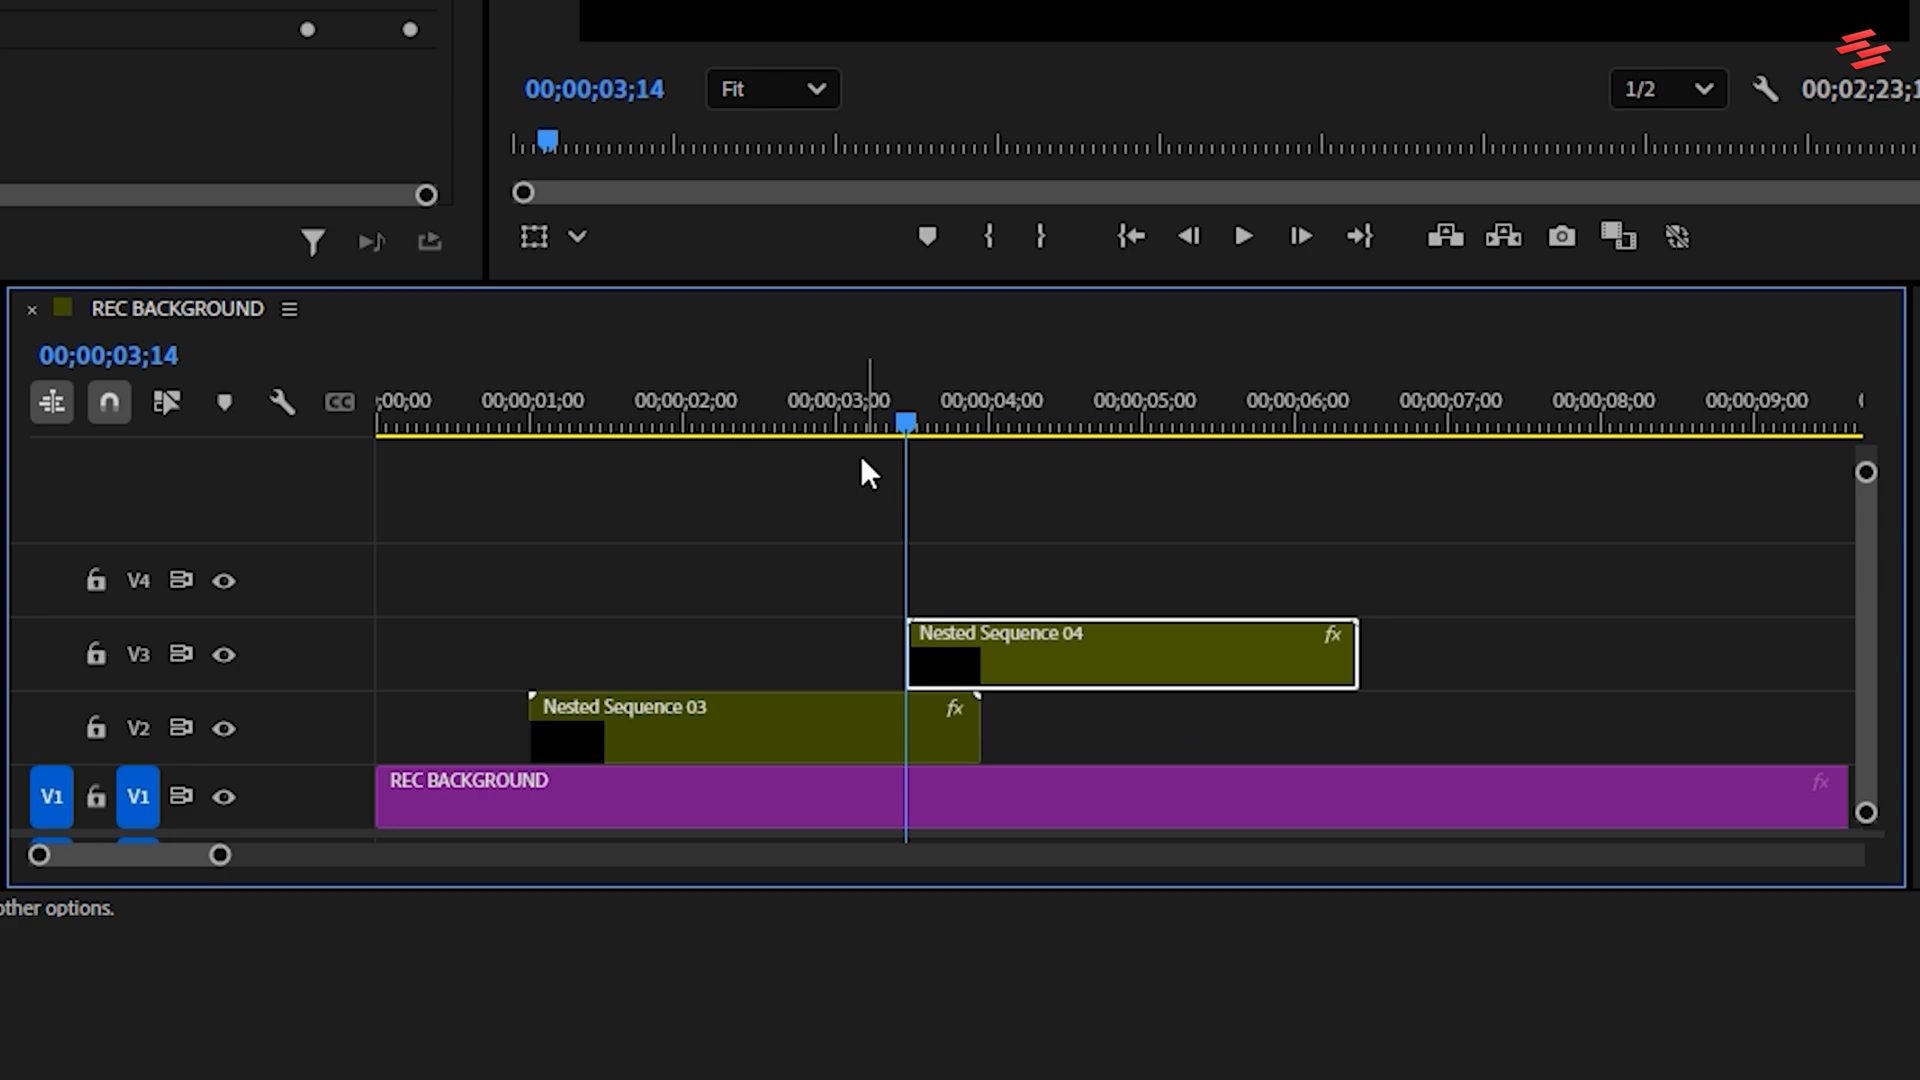 00;00;03;14
Fit
1/2
00;02;23;1
REC BACKGROUND
00;00;03;14
;00;00
00;00;01;00
00;00;02;00
00;00;03;00
00;00;04;00
00;00;05;00
00;00;06;00
00;00;07;00
00;00;08;00
00;00;09;00
CC
V4
V3
Nested Sequence 04
fx
V2
Nested Sequence 03
fx
V1
V1
REC BACKGROUND
fx
other options.